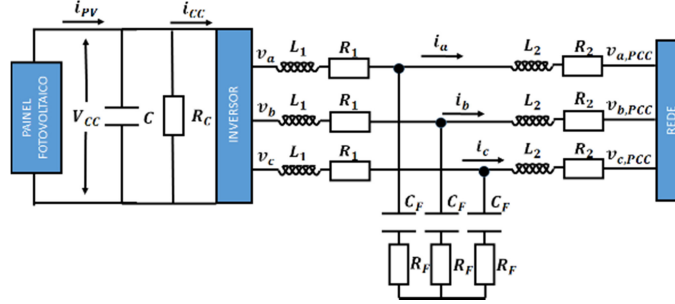 i_PV
i_CC
PAINEL
FOTOVOLTAICO
V_CC
C
R_C
INVERSOR
v_a
L_1
R_1
i_a
L_2
R_2
v_a,PCC
v_b
L_1
R_1
i_b
L_2
R_2
v_b,PCC
v_c
L_1
R_1
i_c
L_2
R_2
v_c,PCC
REDE
C_F
C_F
C_F
R_F
R_F
R_F